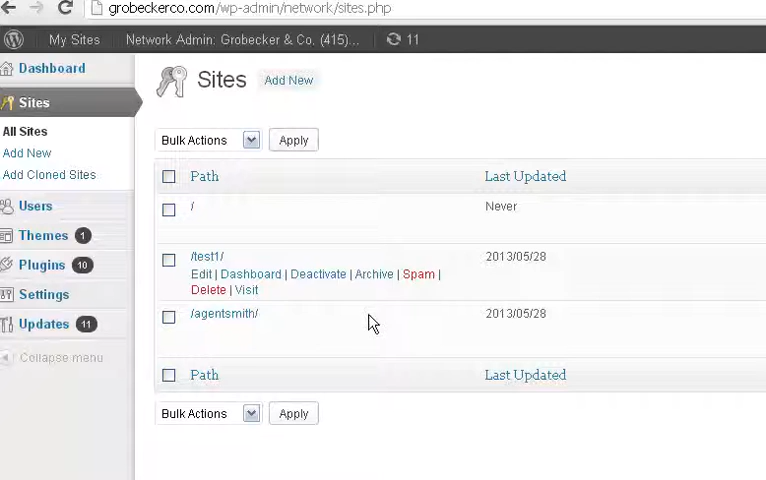 grobeckerco.com/wp-admin/network/sites.php
My Sites Network Admin: Grobecker & Co. (415)... 11
Dashboard
Sites
All Sites
Add New
Add Cloned Sites
Users
Themes 1
Plugins 10
Settings
Updates 11
Collapse menu
Sites Add New
Bulk Actions Apply
Path Last Updated
/ Never
/test1/ 2013/05/28
Edit | Dashboard | Deactivate | Archive | Spam |
Delete | Visit
/agentsmith/ 2013/05/28
Path Last Updated
Bulk Actions Apply